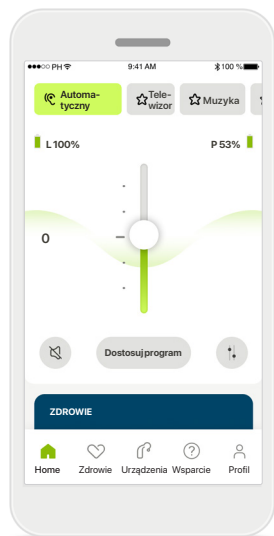 PH 9:41 AM 100 %
Automa-
tyczny
Tele-
wizor
Muzyka
L 100% P 53%
0
Dostosuj program
ZDROWIE
Home Zdrowie Urządzenia Wsparcie Profil